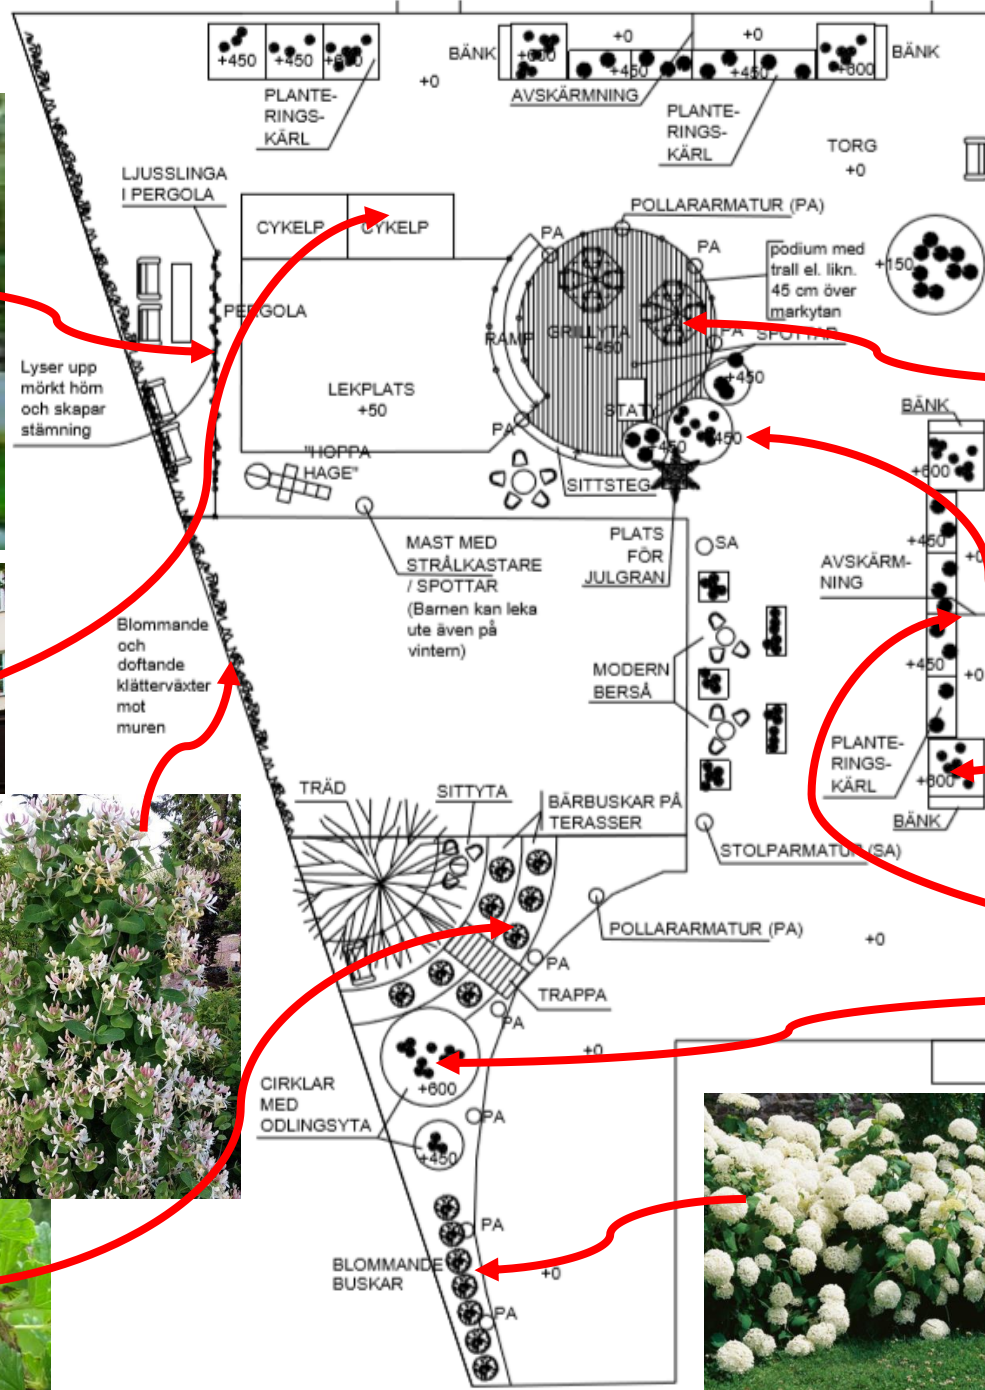 +450
+450
+600
PLANTE-
RINGS-
KÄRL
+0
BÄNK
+600
+0
+0
+450
+450
+600
BÄNK
AVSKÄRMNING
PLANTE-
RINGS-
KÄRL
TORG
+0
LJUSSLINGA
I PERGOLA
CYKELP
CYKELP
POLLARARMATUR (PA)
PA
PA
podium med
trall el. likn.
45 cm över
markytan
+150
PERGOLA
RAMP
GRILLYTA
+450
PA
SPOTTAR
Lyser upp
mörkt hörn
och skapar
stämning
LEKPLATS
+50
+450
STATY
+450
+450
PA
"HOPPA
HAGE"
SITTSTEG
BÄNK
+600
MAST MED
STRÅLKASTARE
/ SPOTTAR
(Barnen kan leka
ute även på
vintern)
PLATS
FÖR
JULGRAN
SA
+450
+0
AVSKÄRM-
NING
Blommande
och
doftande
klätterväxter
mot
muren
MODERN
BERSÅ
+450
+0
PLANTE-
RINGS-
KÄRL
+600
BÄNK
TRÄD
SITTYTA
BÄRBUSKAR PÅ
TERASSER
STOLPARMATUR (SA)
POLLARARMATUR (PA)
+0
PA
TRAPPA
PA
+0
+600
CIRKLAR
MED
ODLINGSYTA
PA
+450
PA
BLOMMANDE
BUSKAR
+0
PA